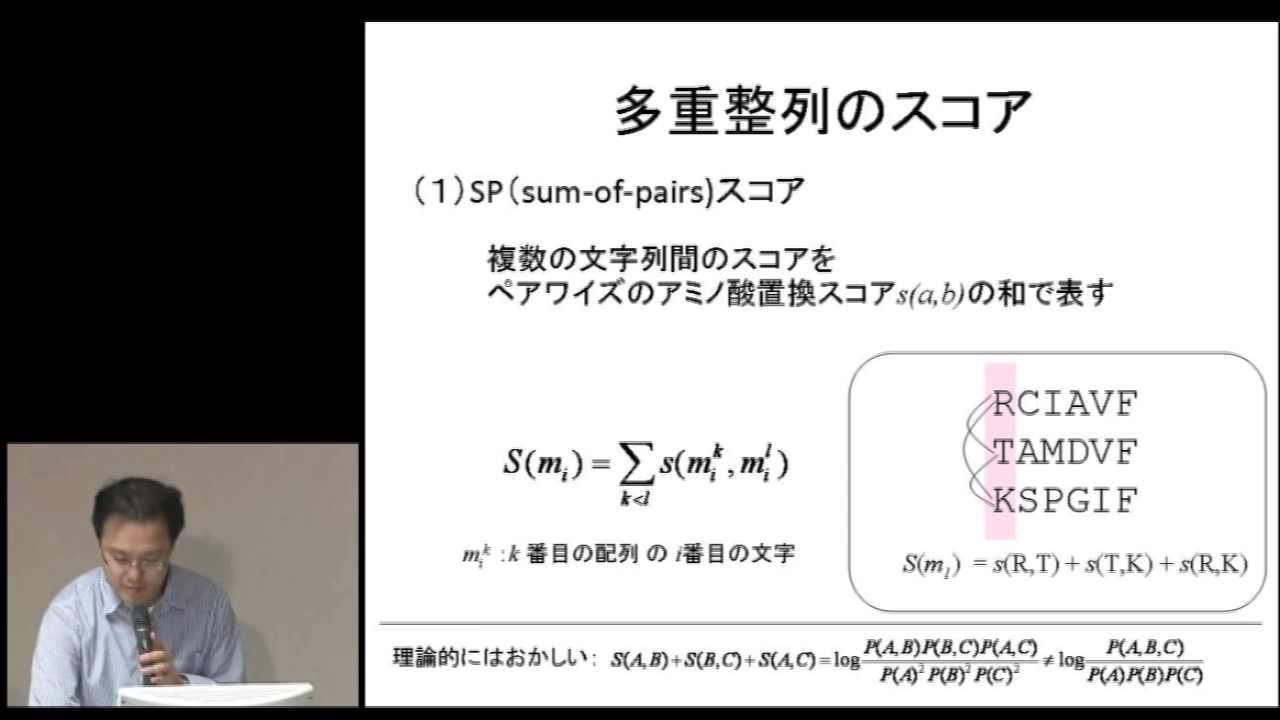 多重整列のスコア
（１）SP（sum-of-pairs)スコア
複数の文字列間のスコアを
ペアワイズのアミノ酸置換スコアs(a,b)の和で表す
RCIAVF
TAMDVF
KSPGIF
S(m_i) = ∑_{k<l} s(m_i^k, m_i^l)
m_i^k : k 番目の配列 の i番目の文字
S(m_1) = s(R,T) + s(T,K) + s(R,K)
理論的にはおかしい： S(A,B)+S(B,C)+S(A,C) = log P(A,B)P(B,C)P(A,C) / P(A)^2 P(B)^2 P(C)^2 ≠ log P(A,B,C) / P(A)P(B)P(C)